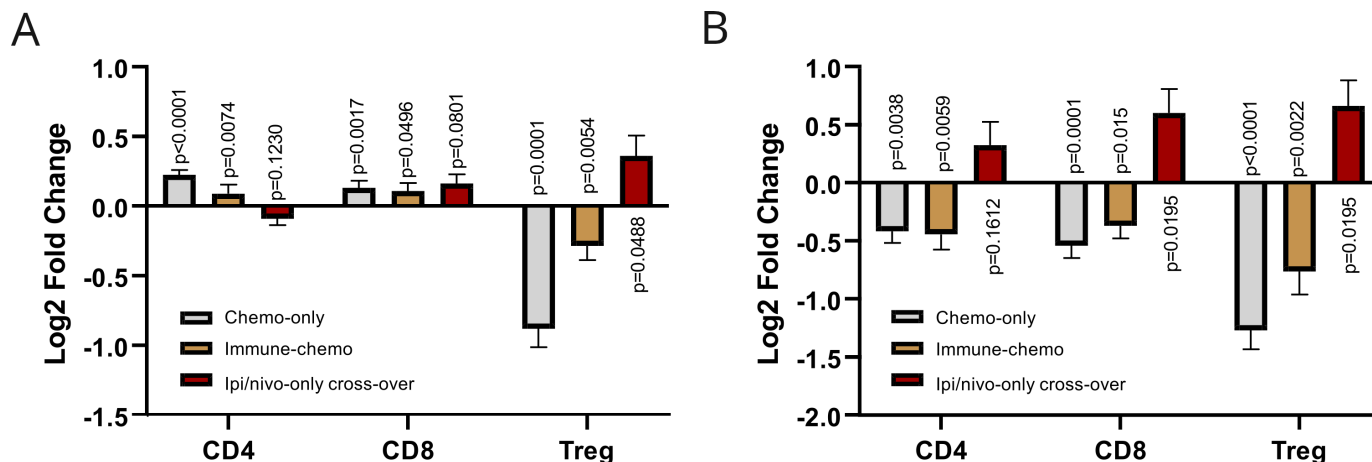 A
Log2 Fold Change
1.0
0.5
0.0
-0.5
-1.0
-1.5
p<0.0001
p=0.0074
p=0.1230
p=0.0017
p=0.0496
p=0.0801
p=0.0001
p=0.0054
p=0.0488
Chemo-only
Immune-chemo
Ipi/nivo-only cross-over
CD4
CD8
Treg
B
Log2 Fold Change
1.0
0.5
0.0
-0.5
-1.0
-1.5
-2.0
p=0.0038
p=0.0059
p=0.1612
p=0.0001
p=0.015
p=0.0195
p<0.0001
p=0.0022
p=0.0195
Chemo-only
Immune-chemo
Ipi/nivo-only cross-over
CD4
CD8
Treg